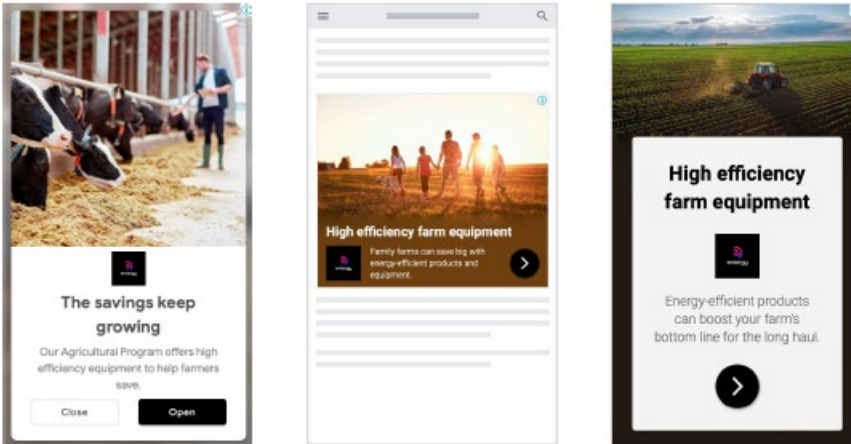 The savings keep
growing
Our Agricultural Program offers high
efficiency equipment to help farmers
save.
Close
Open
High efficiency farm equipment
Family farms can save big with
energy-efficient products and
equipment.
High efficiency
farm equipment
Energy-efficient products
can boost your farm's
bottom line for the long haul.